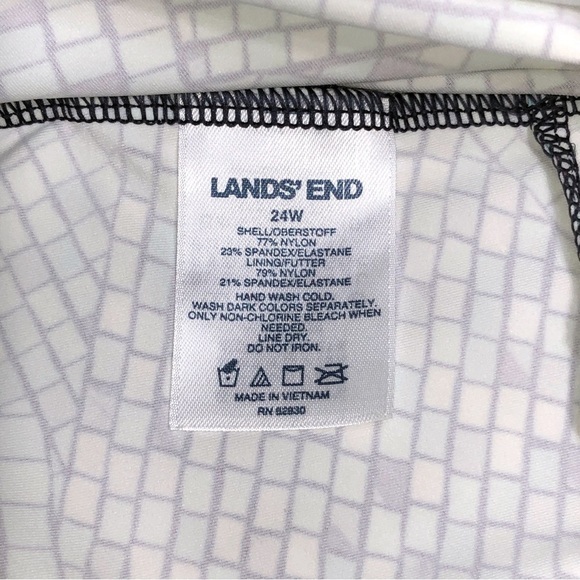 LANDS' END
24W
SHELL/OBERSTOFF
77% NYLON
23% SPANDEX/ELASTANE
LINING/FUTTER
79% NYLON
21% SPANDEX/ELASTANE
HAND WASH COLD.
WASH DARK COLORS SEPARATELY.
ONLY NON-CHLORINE BLEACH WHEN
NEEDED.
LINE DRY.
DO NOT IRON.
MADE IN VIETNAM
RN 62830